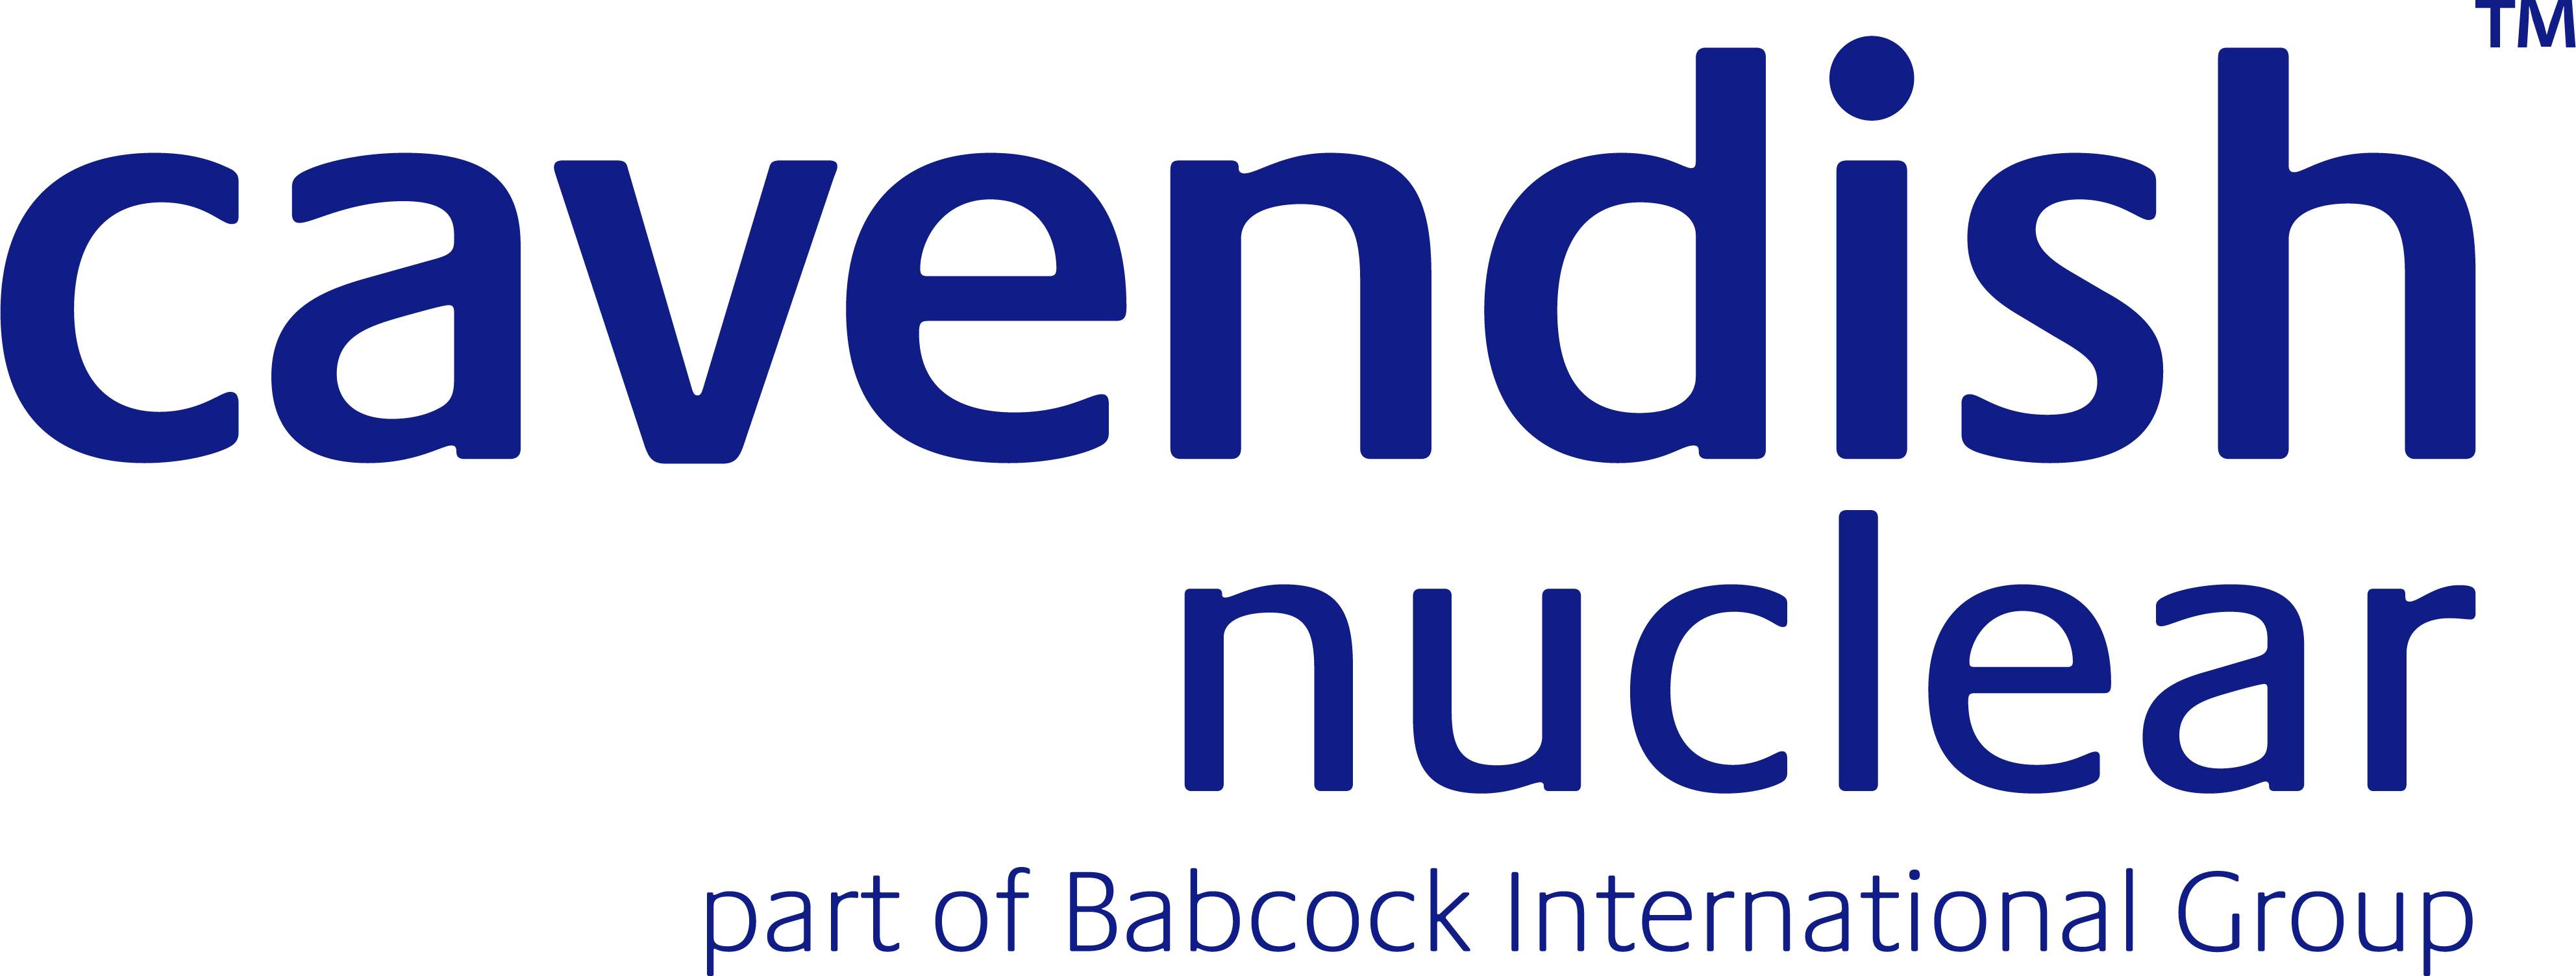 cavendish™
nuclear
part of Babcock International Group